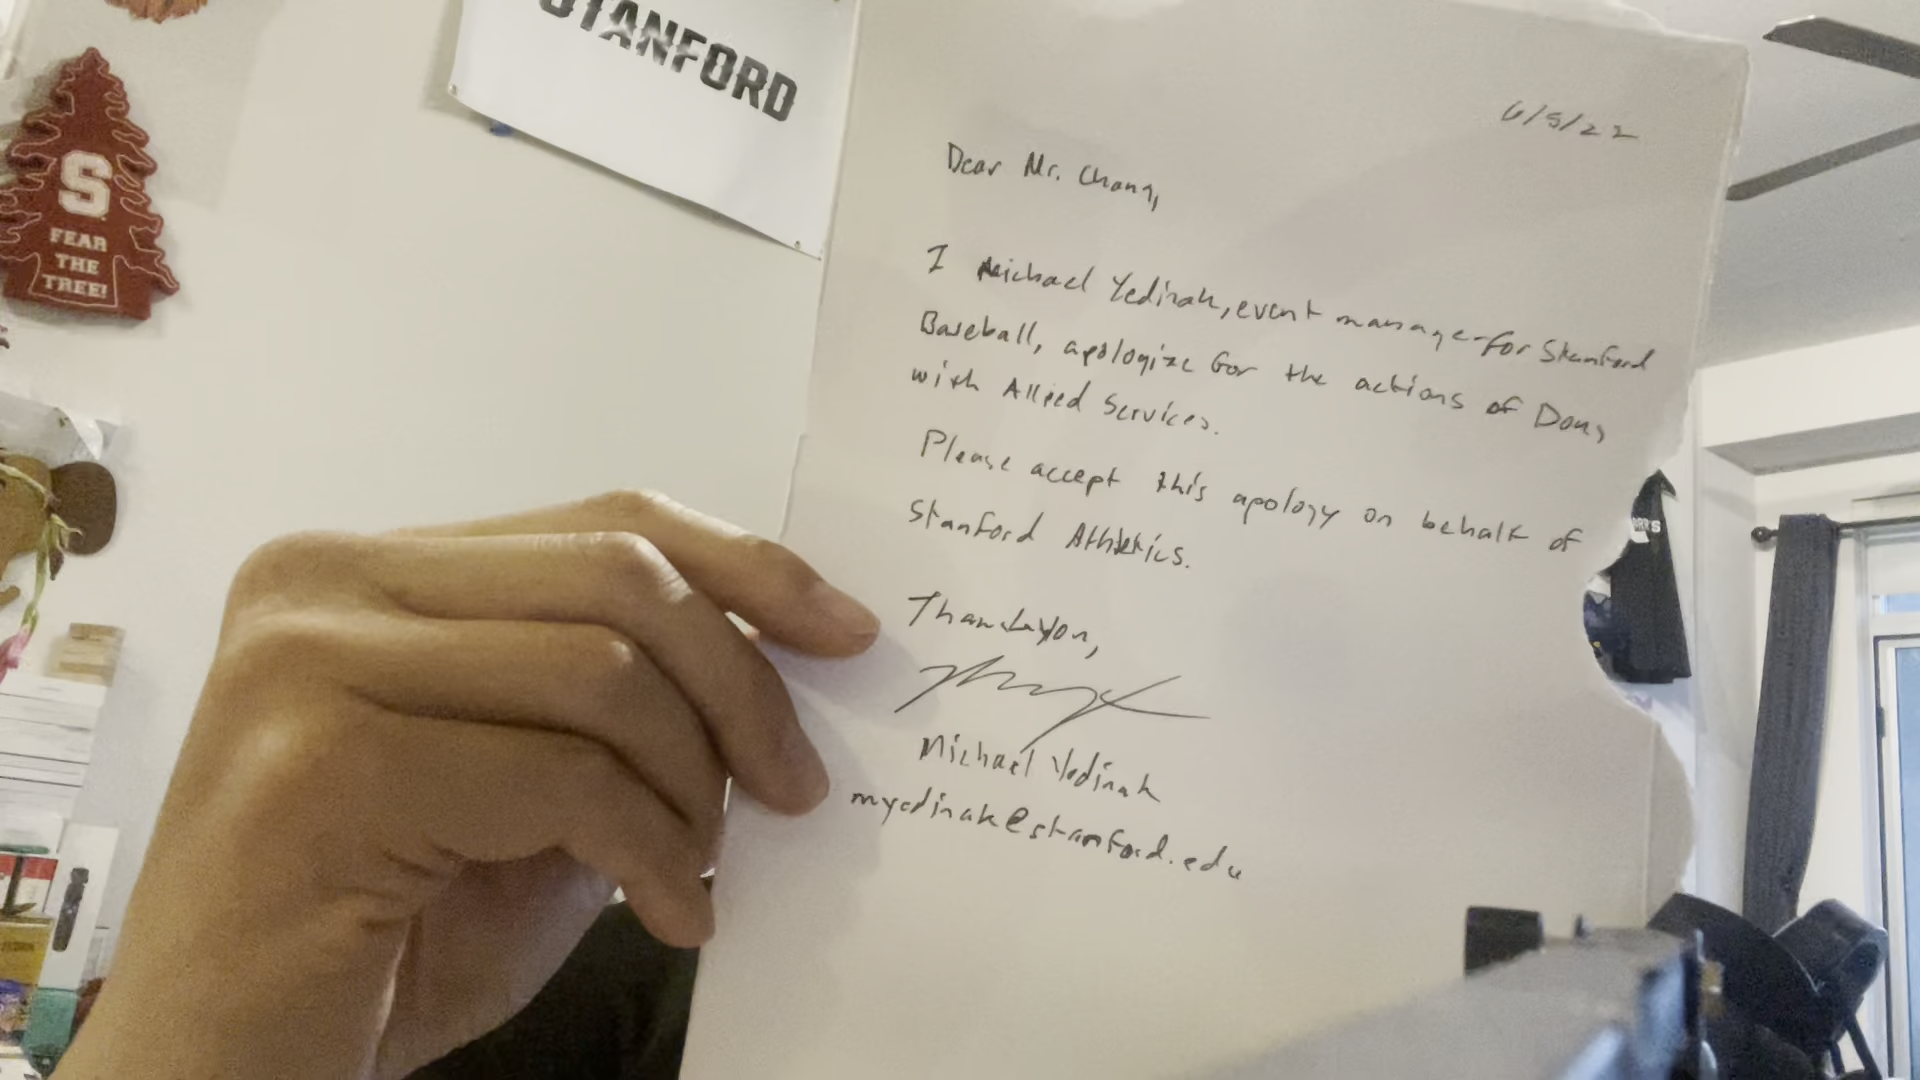 STANFORD
S
FEAR
THE
TREE!
6/5/22
Dear Mr. Chang,
I Michael Yedinak, event manager for Stanford
Baseball, apologize for the actions of Doug
with Allied Services.
Please accept this apology on behalf of
Stanford Athletics.
Thank you,
Michael Yedinak
myedinak@stanford.edu